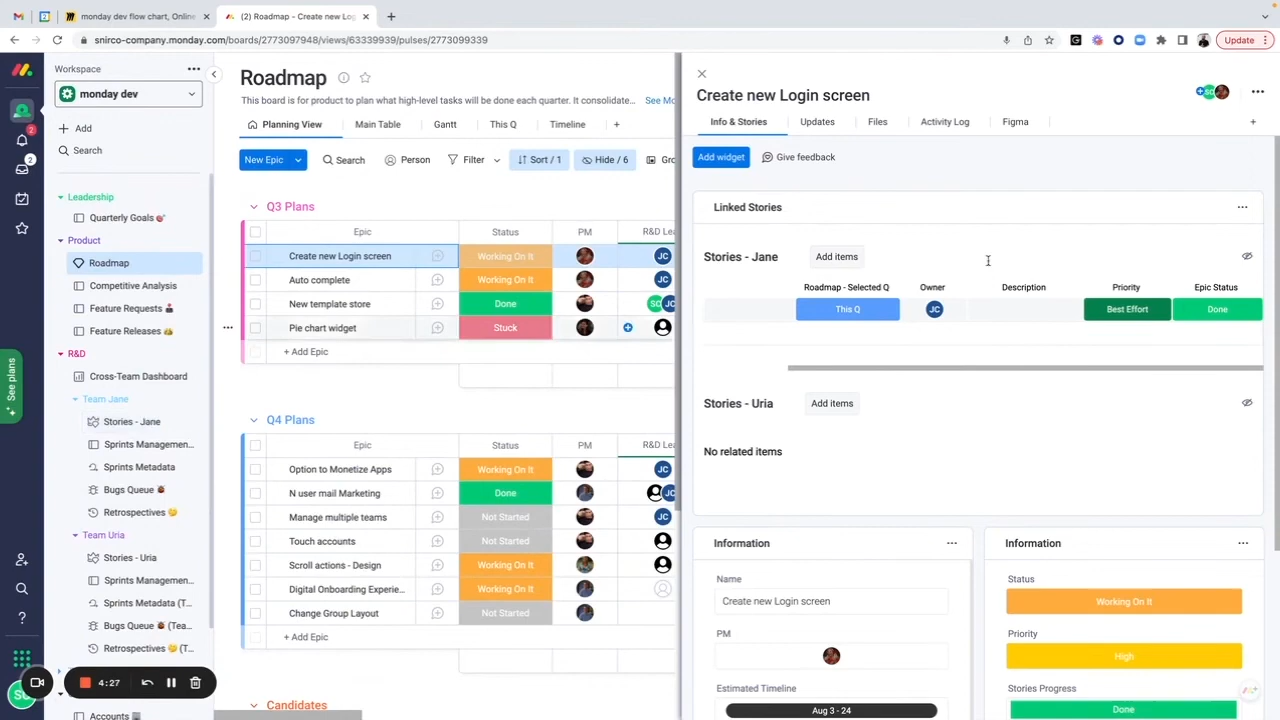 monday dev flow chart, Online
(2) Roadmap - Create new Log
snirco-company.monday.com/boards/2773097948/views/63339939/pulses/2773099339
Update
Workspace
monday dev
Add
Search
Leadership
Quarterly Goals
Product
Roadmap
Competitive Analysis
Feature Requests
Feature Releases
R&D
Cross-Team Dashboard
Team Jane
Stories - Jane
Sprints Managemen...
Sprints Metadata
Bugs Queue
Retrospectives
Team Uria
Stories - Uria
Sprints Managemen...
Sprints Metadata (T...
Bugs Queue (Tea...
Retrospectives (T...
Accounts
2
2
See plans
4:27
Roadmap
This board is for product to plan what high-level tasks will be done each quarter. It consolidate... See Mo
Planning View Main Table Gantt This Q Timeline +
New Epic Search Person Filter Sort / 1 Hide / 6 Gro
Q3 Plans
Epic Status PM R&D Lea
Create new Login screen Working On It JC
Auto complete Working On It JC
New template store Done SC JC
Pie chart widget Stuck
+ Add Epic
Q4 Plans
Epic Status PM R&D Lea
Option to Monetize Apps Working On It JC
N user mail Marketing Done JC
Manage multiple teams Not Started JC
Touch accounts Not Started
Scroll actions - Design Working On It
Digital Onboarding Experie... Working On It
Change Group Layout Not Started
+ Add Epic
Candidates
Create new Login screen
Info & Stories Updates Files Activity Log Figma +
Add widget Give feedback
Linked Stories
Stories - Jane Add items
Roadmap - Selected Q Owner Description Priority Epic Status
This Q JC Best Effort Done
Stories - Uria Add items
No related items
Information
Name
Create new Login screen
PM
Estimated Timeline
Aug 3 - 24
Information
Status
Working On It
Priority
High
Stories Progress
Done